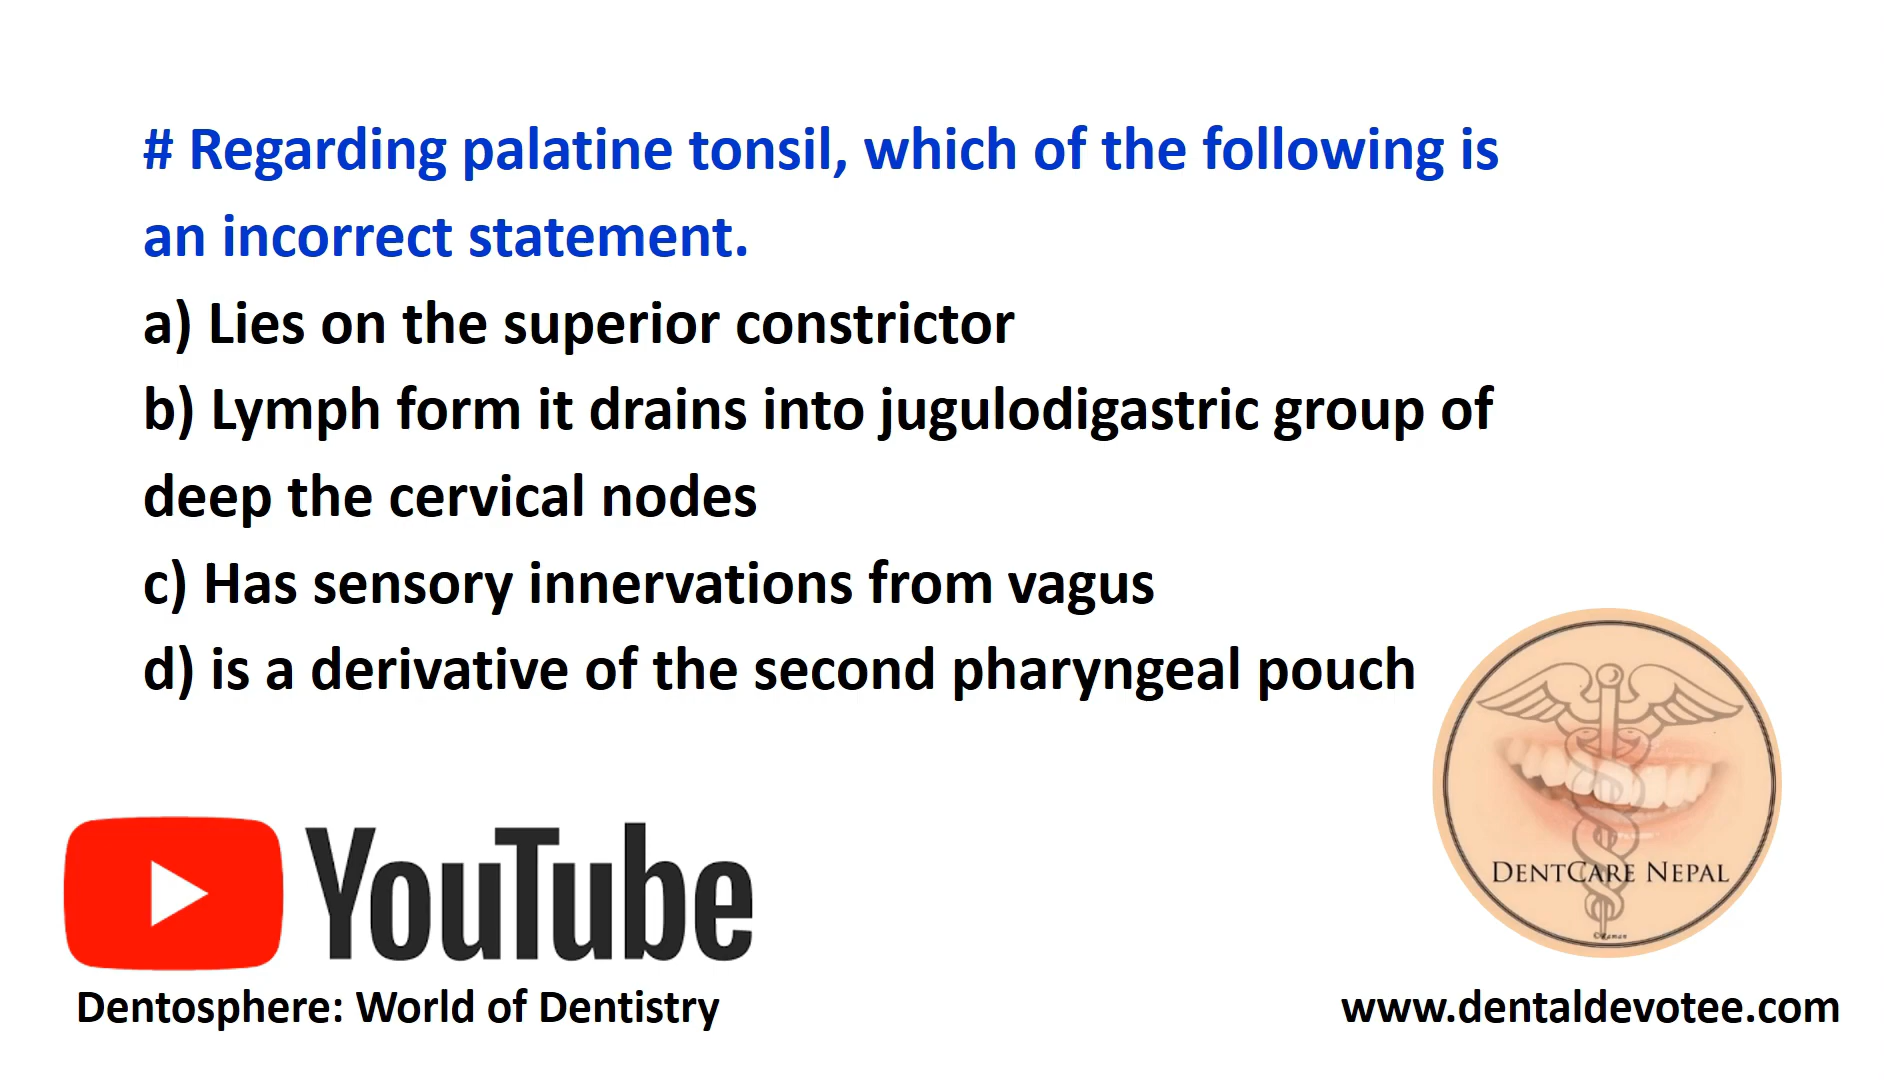 # Regarding palatine tonsil, which of the following is
an incorrect statement.
a) Lies on the superior constrictor
b) Lymph form it drains into jugulodigastric group of
deep the cervical nodes
c) Has sensory innervations from vagus
d) is a derivative of the second pharyngeal pouch
DENTCARE NEPAL
YouTube
Dentosphere: World of Dentistry
www.dentaldevotee.com